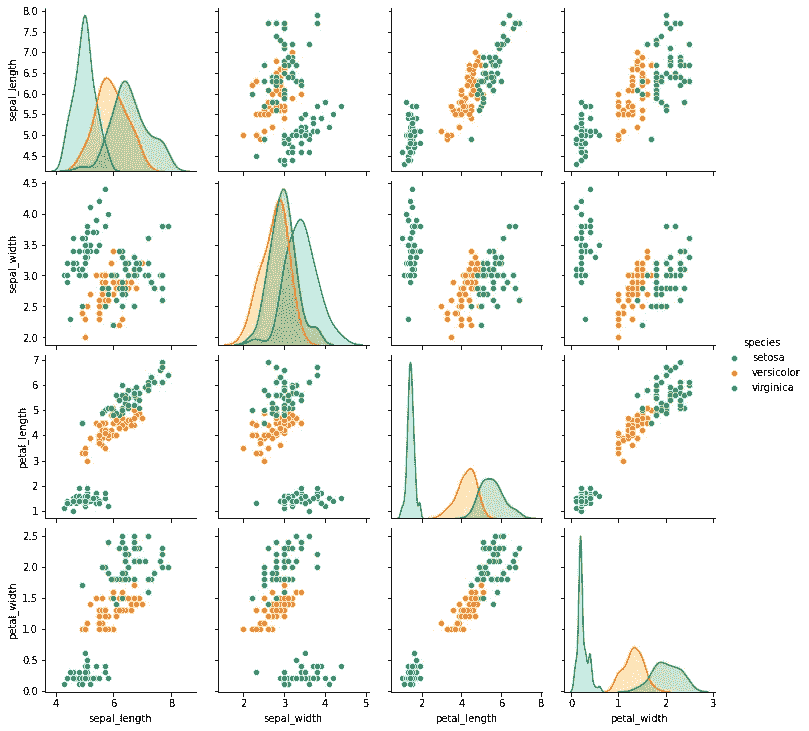 8.0
7.5
7.0
6.5
6.0
5.5
5.0
4.5
sepal_length
4.5
4.0
3.5
3.0
2.5
2.0
sepal_width
species
setosa
versicolor
virginica
7
6
5
4
3
2
1
petal_length
2.5
2.0
1.5
1.0
0.5
0.0
petal_width
4 6 8 2 3 4 5 2 4 6 8 0 1 2 3
sepal_length sepal_width petal_length petal_width